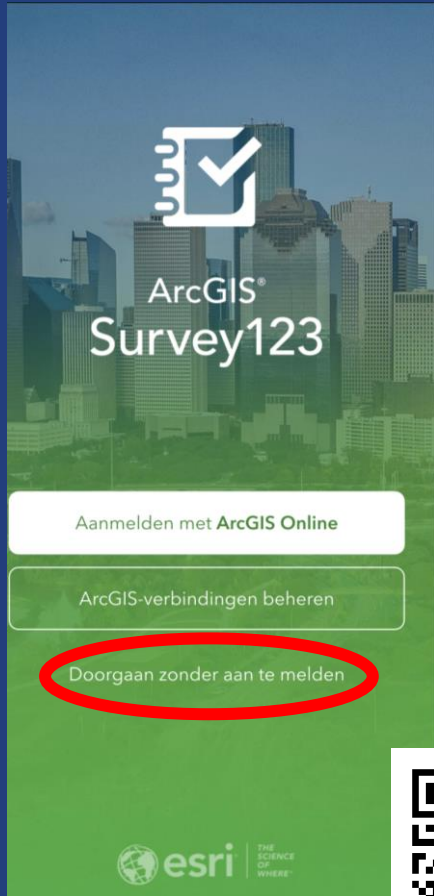 ArcGIS®
Survey123
Aanmelden met ArcGIS Online
ArcGIS-verbindingen beheren
Doorgaan zonder aan te melden
esri
THE
SCIENCE
OF
WHERE®